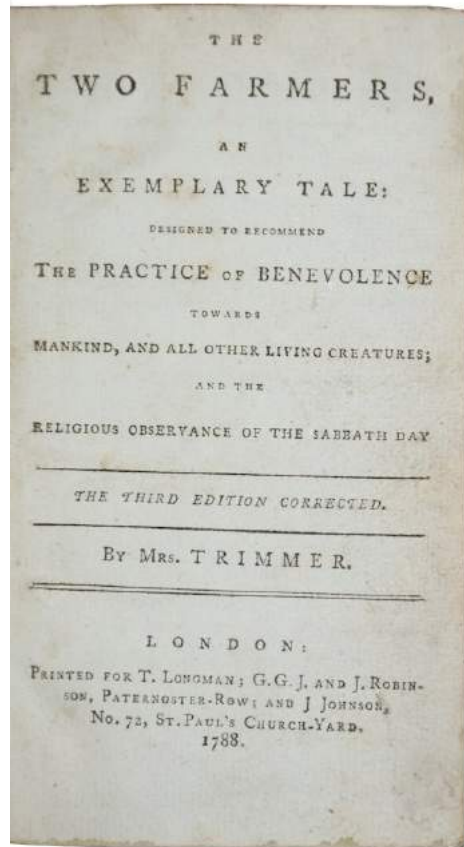 THE
TWO FARMERS,
AN
EXEMPLARY TALE:
DESIGNED TO RECOMMEND
THE PRACTICE OF BENEVOLENCE
TOWARDS
MANKIND, AND ALL OTHER LIVING CREATURES;
AND THE
RELIGIOUS OBSERVANCE OF THE SABBATH DAY
THE THIRD EDITION CORRECTED.
BY MRS. TRIMMER.
LONDON:
PRINTED FOR T. LONGMAN; G.G.J. AND J. ROBIN-
SON, PATERNOSTER-ROW; AND J JOHNSON,
NO. 72, ST. PAUL'S CHURCH-YARD.
1788.